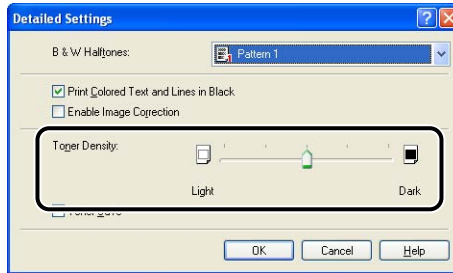 Detailed Settings
B & W Halftones:
Pattern 1
Print Colored Text and Lines in Black
Enable Image Correction
Toner Density:
Light Dark
OK Cancel Help